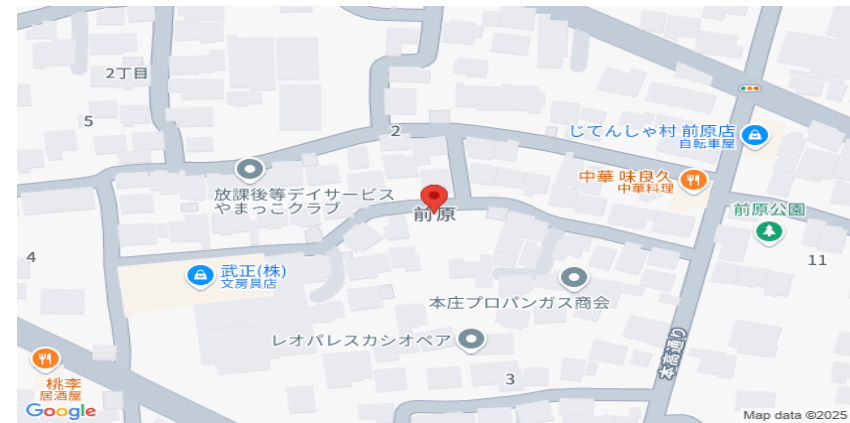 2丁目
5
2
じてんしゃ村 前原店
自転車屋
中華 味良久
中華料理
放課後等デイサービス
やまっこクラブ
前原
前原公園
4
11
武正(株)
文房具店
本庄プロパンガス商会
レオパレスカシオペア
本高通り
桃李
居酒屋
3
Google
Map data ©2025